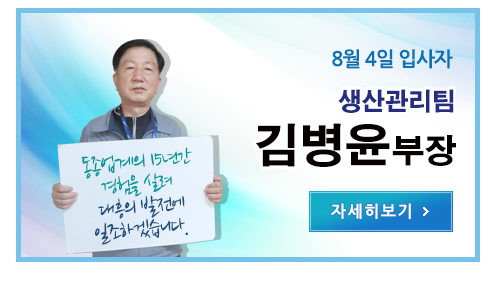 8월 4일 입사자
생산관리팀
김병윤부장
자세히보기 >
동종업계의 15년간
경험을 살려
대흥의 발전에
일조하겠습니다.